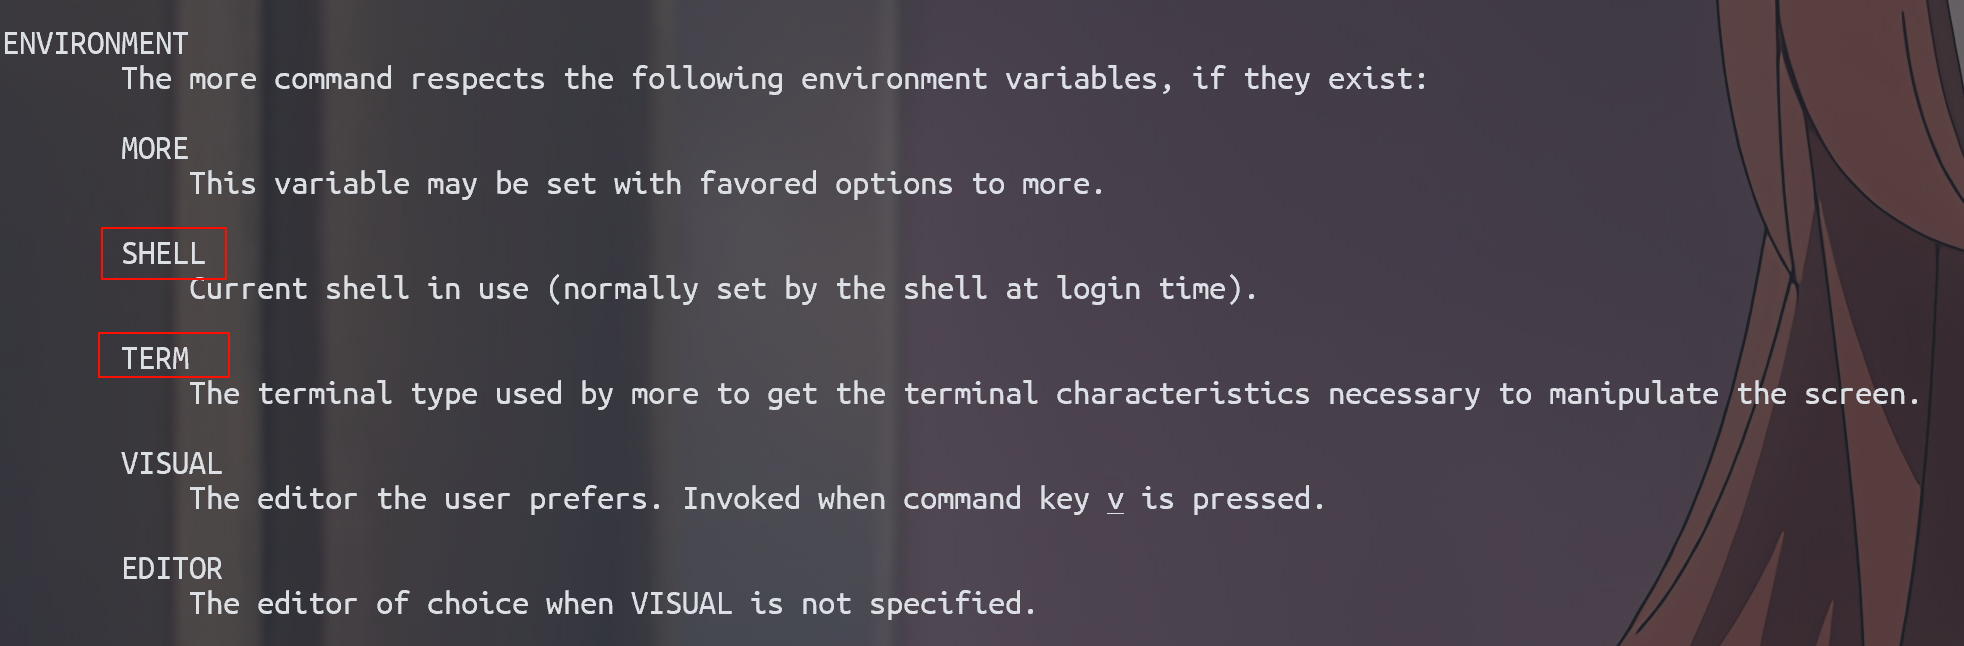 ENVIRONMENT
The more command respects the following environment variables, if they exist:
MORE
This variable may be set with favored options to more.
SHELL
Current shell in use (normally set by the shell at login time).
TERM
The terminal type used by more to get the terminal characteristics necessary to manipulate the screen.
VISUAL
The editor the user prefers. Invoked when command key v is pressed.
EDITOR
The editor of choice when VISUAL is not specified.